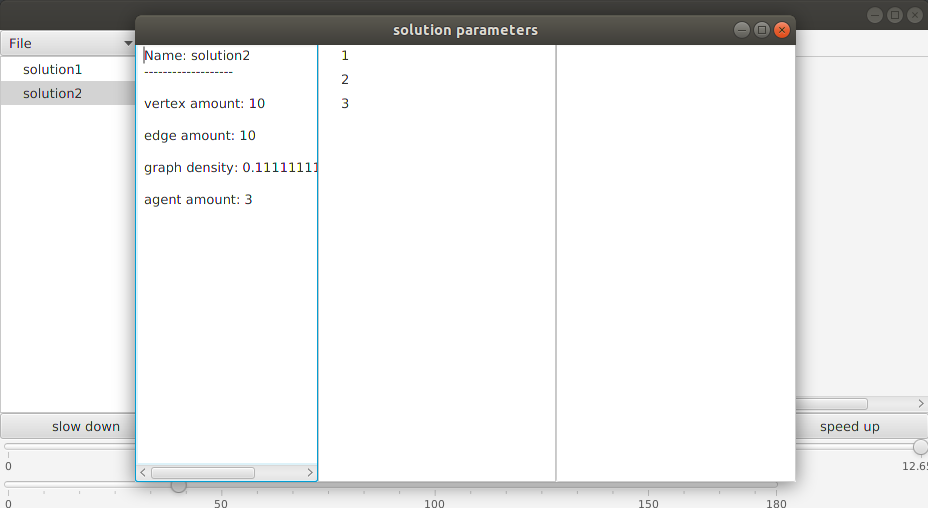 solution parameters
File
solution1
solution2
Name: solution2
-------------------
vertex amount: 10
edge amount: 10
graph density: 0.11111111
agent amount: 3
1
2
3
slow down
speed up
0
12.65
0
50
100
150
180